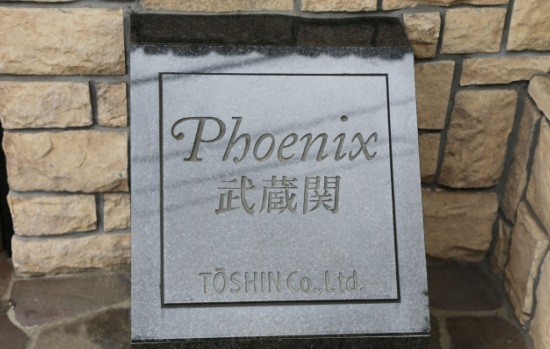 Phoenix
武蔵関
TŌSHIN Co.,Ltd.